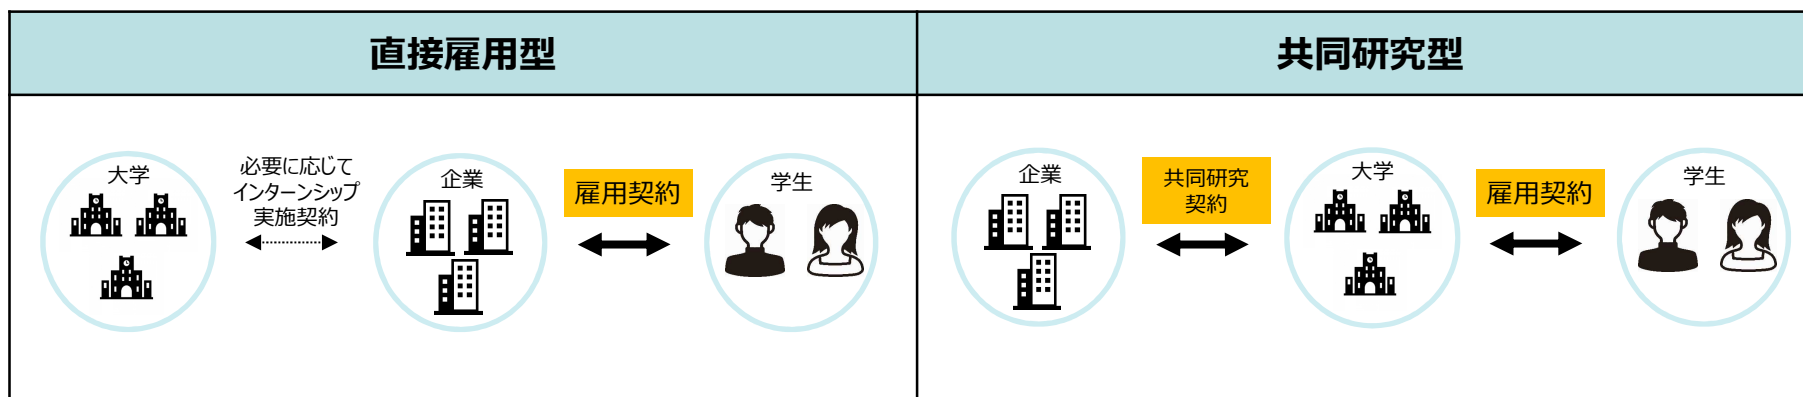 直接雇用型
共同研究型
大学
必要に応じて
インターンシップ
実施契約
企業
雇用契約
学生
企業
共同研究
契約
大学
雇用契約
学生